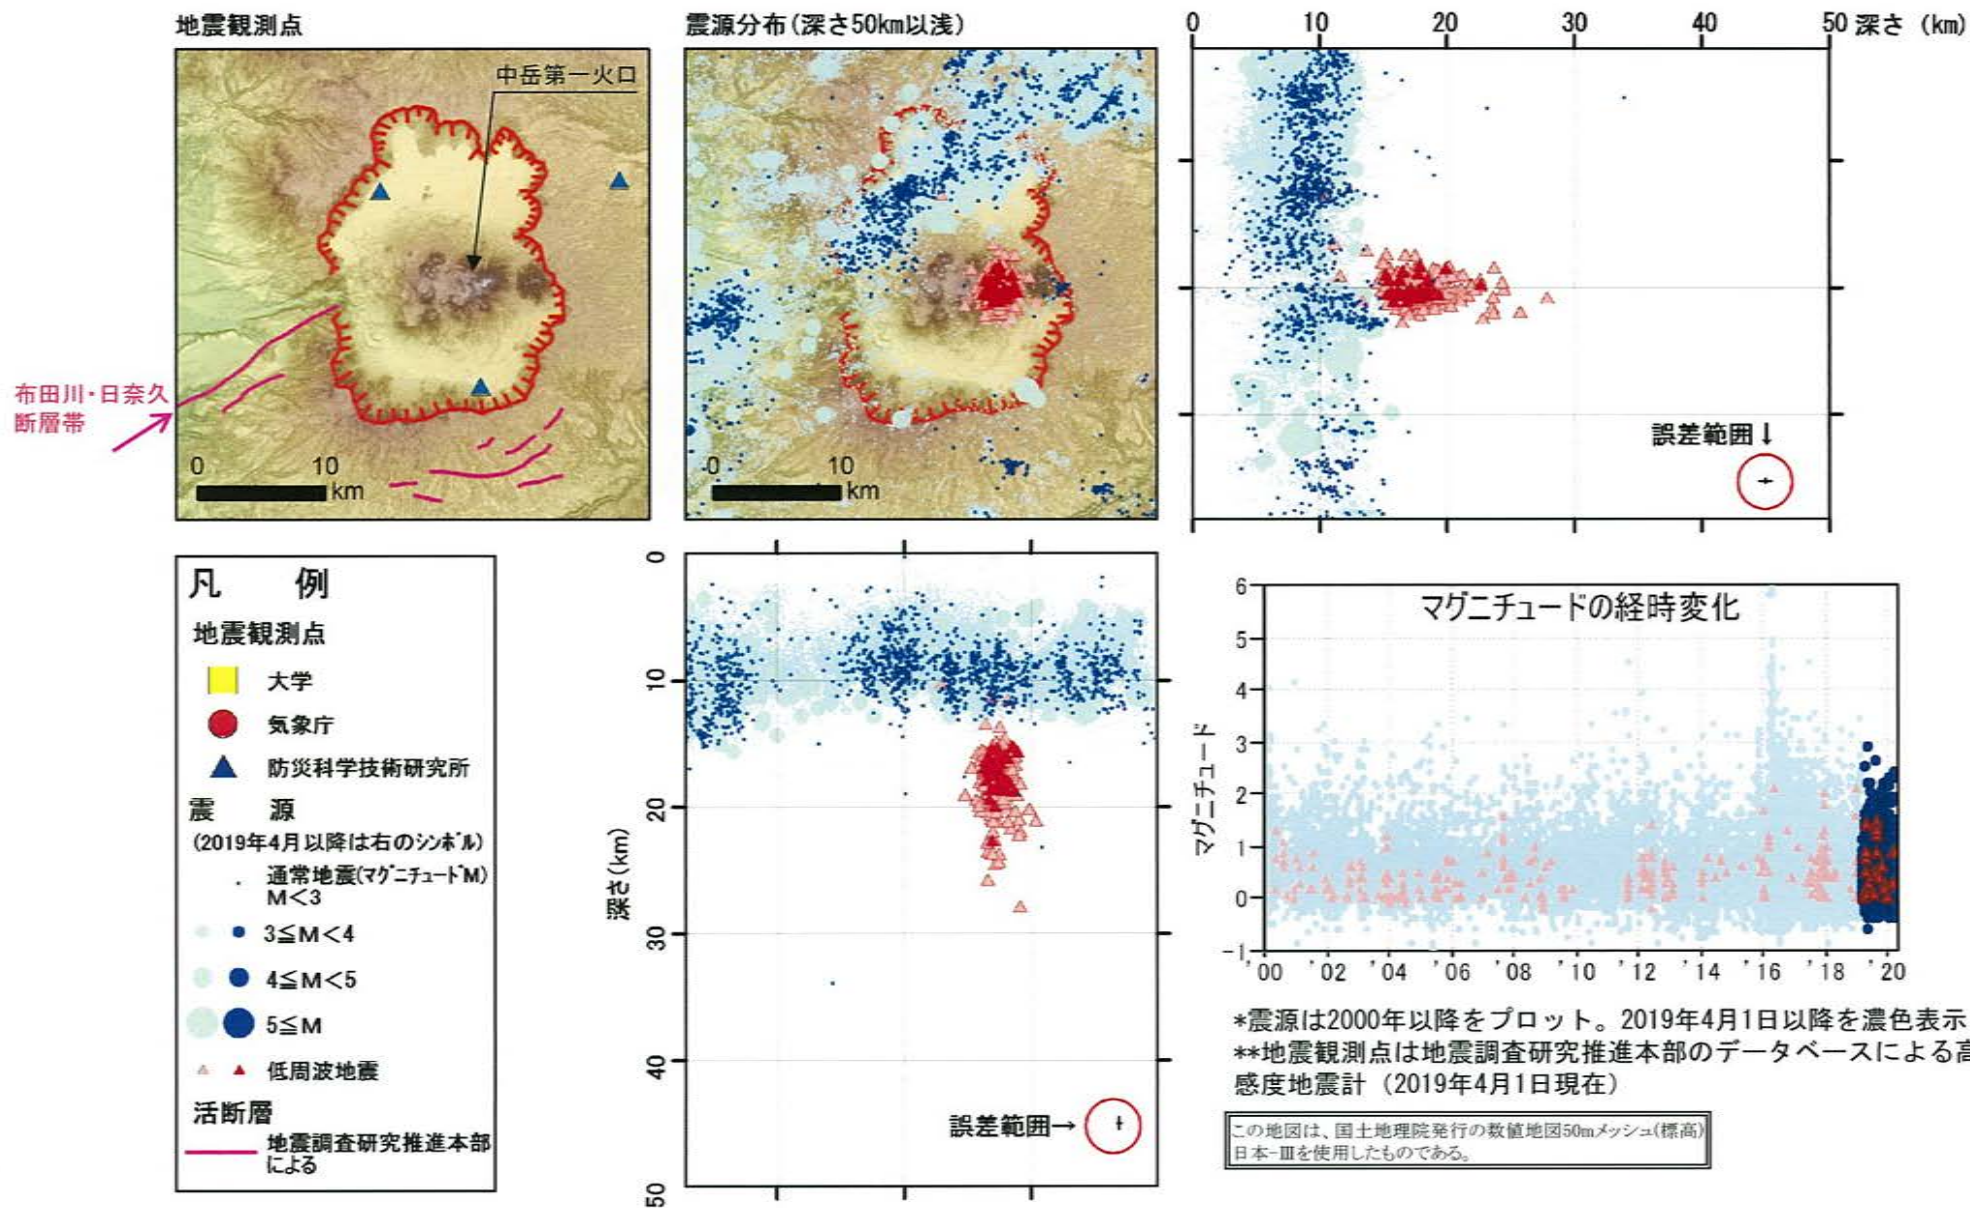 地震観測点
中岳第一火口
布田川・日奈久
断層帯
0 10
km
震源分布(深さ50km以浅)
0 10
km
0 10 20 30 40 50 深さ (km)
誤差範囲↓
凡 例
地震観測点
大学
気象庁
防災科学技術研究所
震 源
(2019年4月以降は右のシンボル)
通常地震(マグニチュードM)
M<3
3≦M<4
4≦M<5
5≦M
低周波地震
活断層
地震調査研究推進本部
による
0
10
20
30
40
50
深さ(km)
誤差範囲→
マグニチュードの経時変化
6
5
4
3
2
1
0
-1
マグニチュード
'00 '02 '04 '06 '08 '10 '12 '14 '16 '18 '20
*震源は2000年以降をプロット。2019年4月1日以降を濃色表示
**地震観測点は地震調査研究推進本部のデータベースによる高
感度地震計 (2019年4月1日現在)
この地図は、国土地理院発行の数値地図50mメッシュ(標高)
日本-Ⅲを使用したものである。